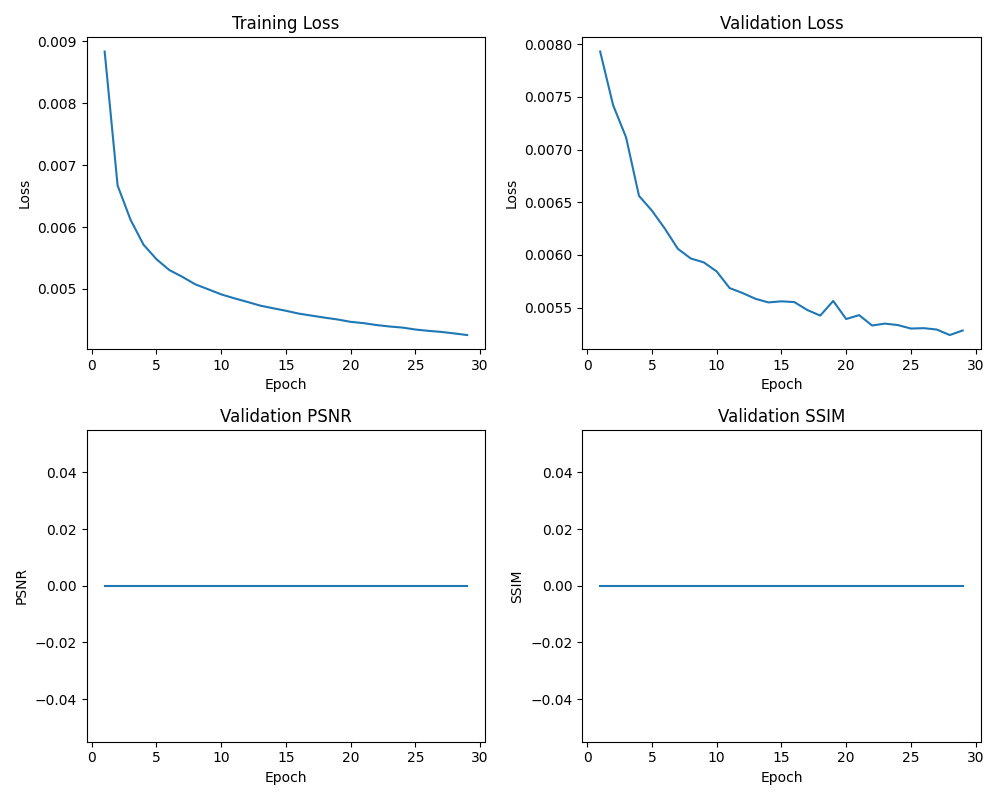 Training Loss
0.009
0.008
0.007
0.006
0.005
Loss
0 5 10 15 20 25 30
Epoch
Validation Loss
0.0080
0.0075
0.0070
0.0065
0.0060
0.0055
Loss
0 5 10 15 20 25 30
Epoch
Validation PSNR
0.04
0.02
0.00
−0.02
−0.04
PSNR
0 5 10 15 20 25 30
Epoch
Validation SSIM
0.04
0.02
0.00
−0.02
−0.04
SSIM
0 5 10 15 20 25 30
Epoch